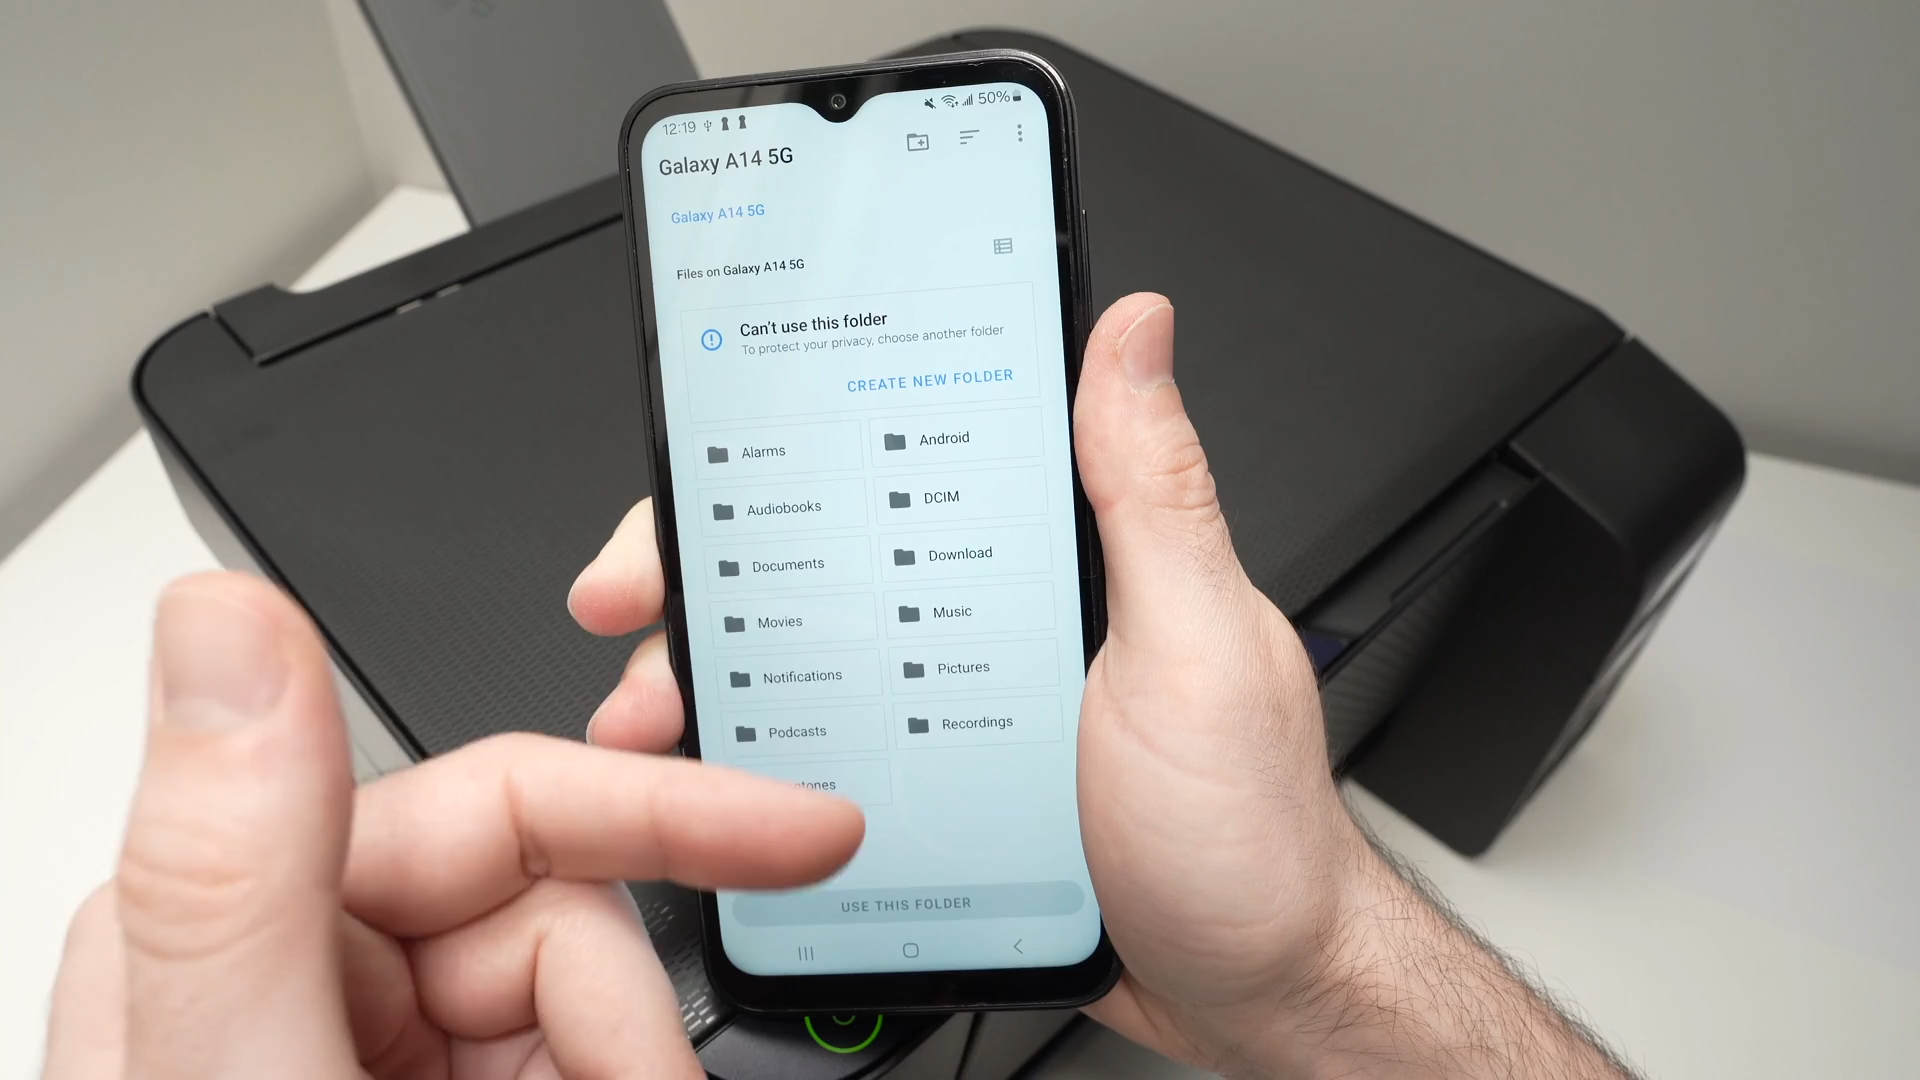 12:19
50%
Galaxy A14 5G
Galaxy A14 5G
Files on Galaxy A14 5G
Can't use this folder
To protect your privacy, choose another folder
CREATE NEW FOLDER
Alarms
Android
Audiobooks
DCIM
Documents
Download
Movies
Music
Notifications
Pictures
Podcasts
Recordings
USE THIS FOLDER